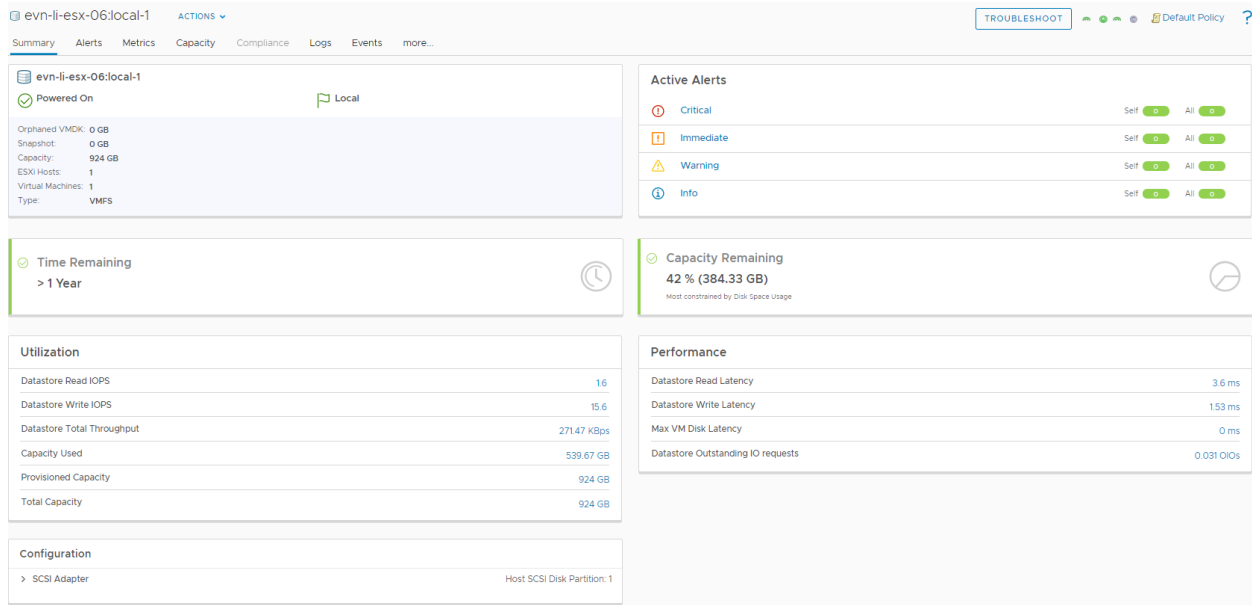 evn-li-esx-06:local-1 ACTIONS TROUBLESHOOT Default Policy ?
Summary Alerts Metrics Capacity Compliance Logs Events more...
evn-li-esx-06:local-1
Powered On Local
Orphaned VMDK: 0 GB
Snapshot: 0 GB
Capacity: 924 GB
ESXi Hosts: 1
Virtual Machines: 1
Type: VMFS
Active Alerts
Critical Self 0 All 0
Immediate Self 0 All 0
Warning Self 0 All 0
Info Self 0 All 0
Time Remaining
> 1 Year
Capacity Remaining
42 % (384.33 GB)
Most constrained by Disk Space Usage
Utilization
Datastore Read IOPS 1.6
Datastore Write IOPS 15.6
Datastore Total Throughput 271.47 KBps
Capacity Used 539.67 GB
Provisioned Capacity 924 GB
Total Capacity 924 GB
Performance
Datastore Read Latency 3.6 ms
Datastore Write Latency 1.53 ms
Max VM Disk Latency 0 ms
Datastore Outstanding IO requests 0.031 OIOs
Configuration
> SCSI Adapter Host SCSI Disk Partition: 1